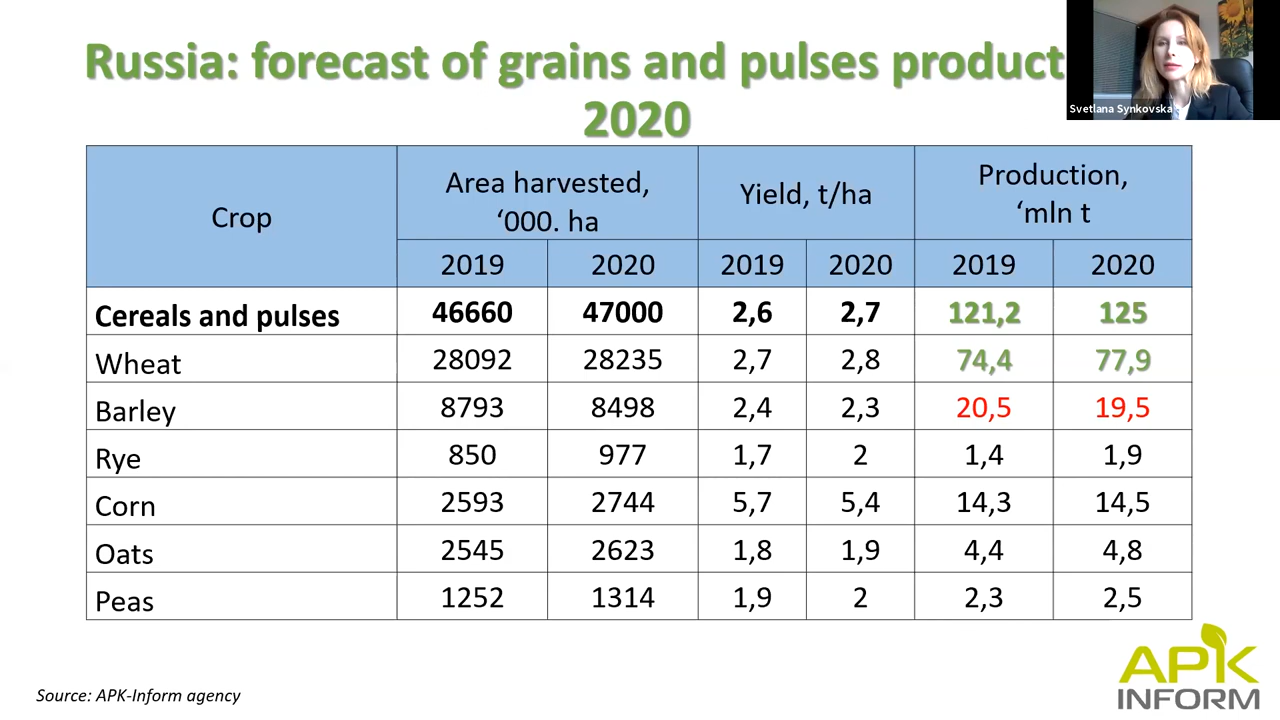 Russia: forecast of grains and pulses product
2020
Svetlana Synkovska
Crop
Area harvested,
‘000. ha
Yield, t/ha
Production,
‘mln t
2019 2020 2019 2020 2019 2020
Cereals and pulses 46660 47000 2,6 2,7 121,2 125
Wheat 28092 28235 2,7 2,8 74,4 77,9
Barley 8793 8498 2,4 2,3 20,5 19,5
Rye 850 977 1,7 2 1,4 1,9
Corn 2593 2744 5,7 5,4 14,3 14,5
Oats 2545 2623 1,8 1,9 4,4 4,8
Peas 1252 1314 1,9 2 2,3 2,5
Source: APK-Inform agency
APK
INFORM